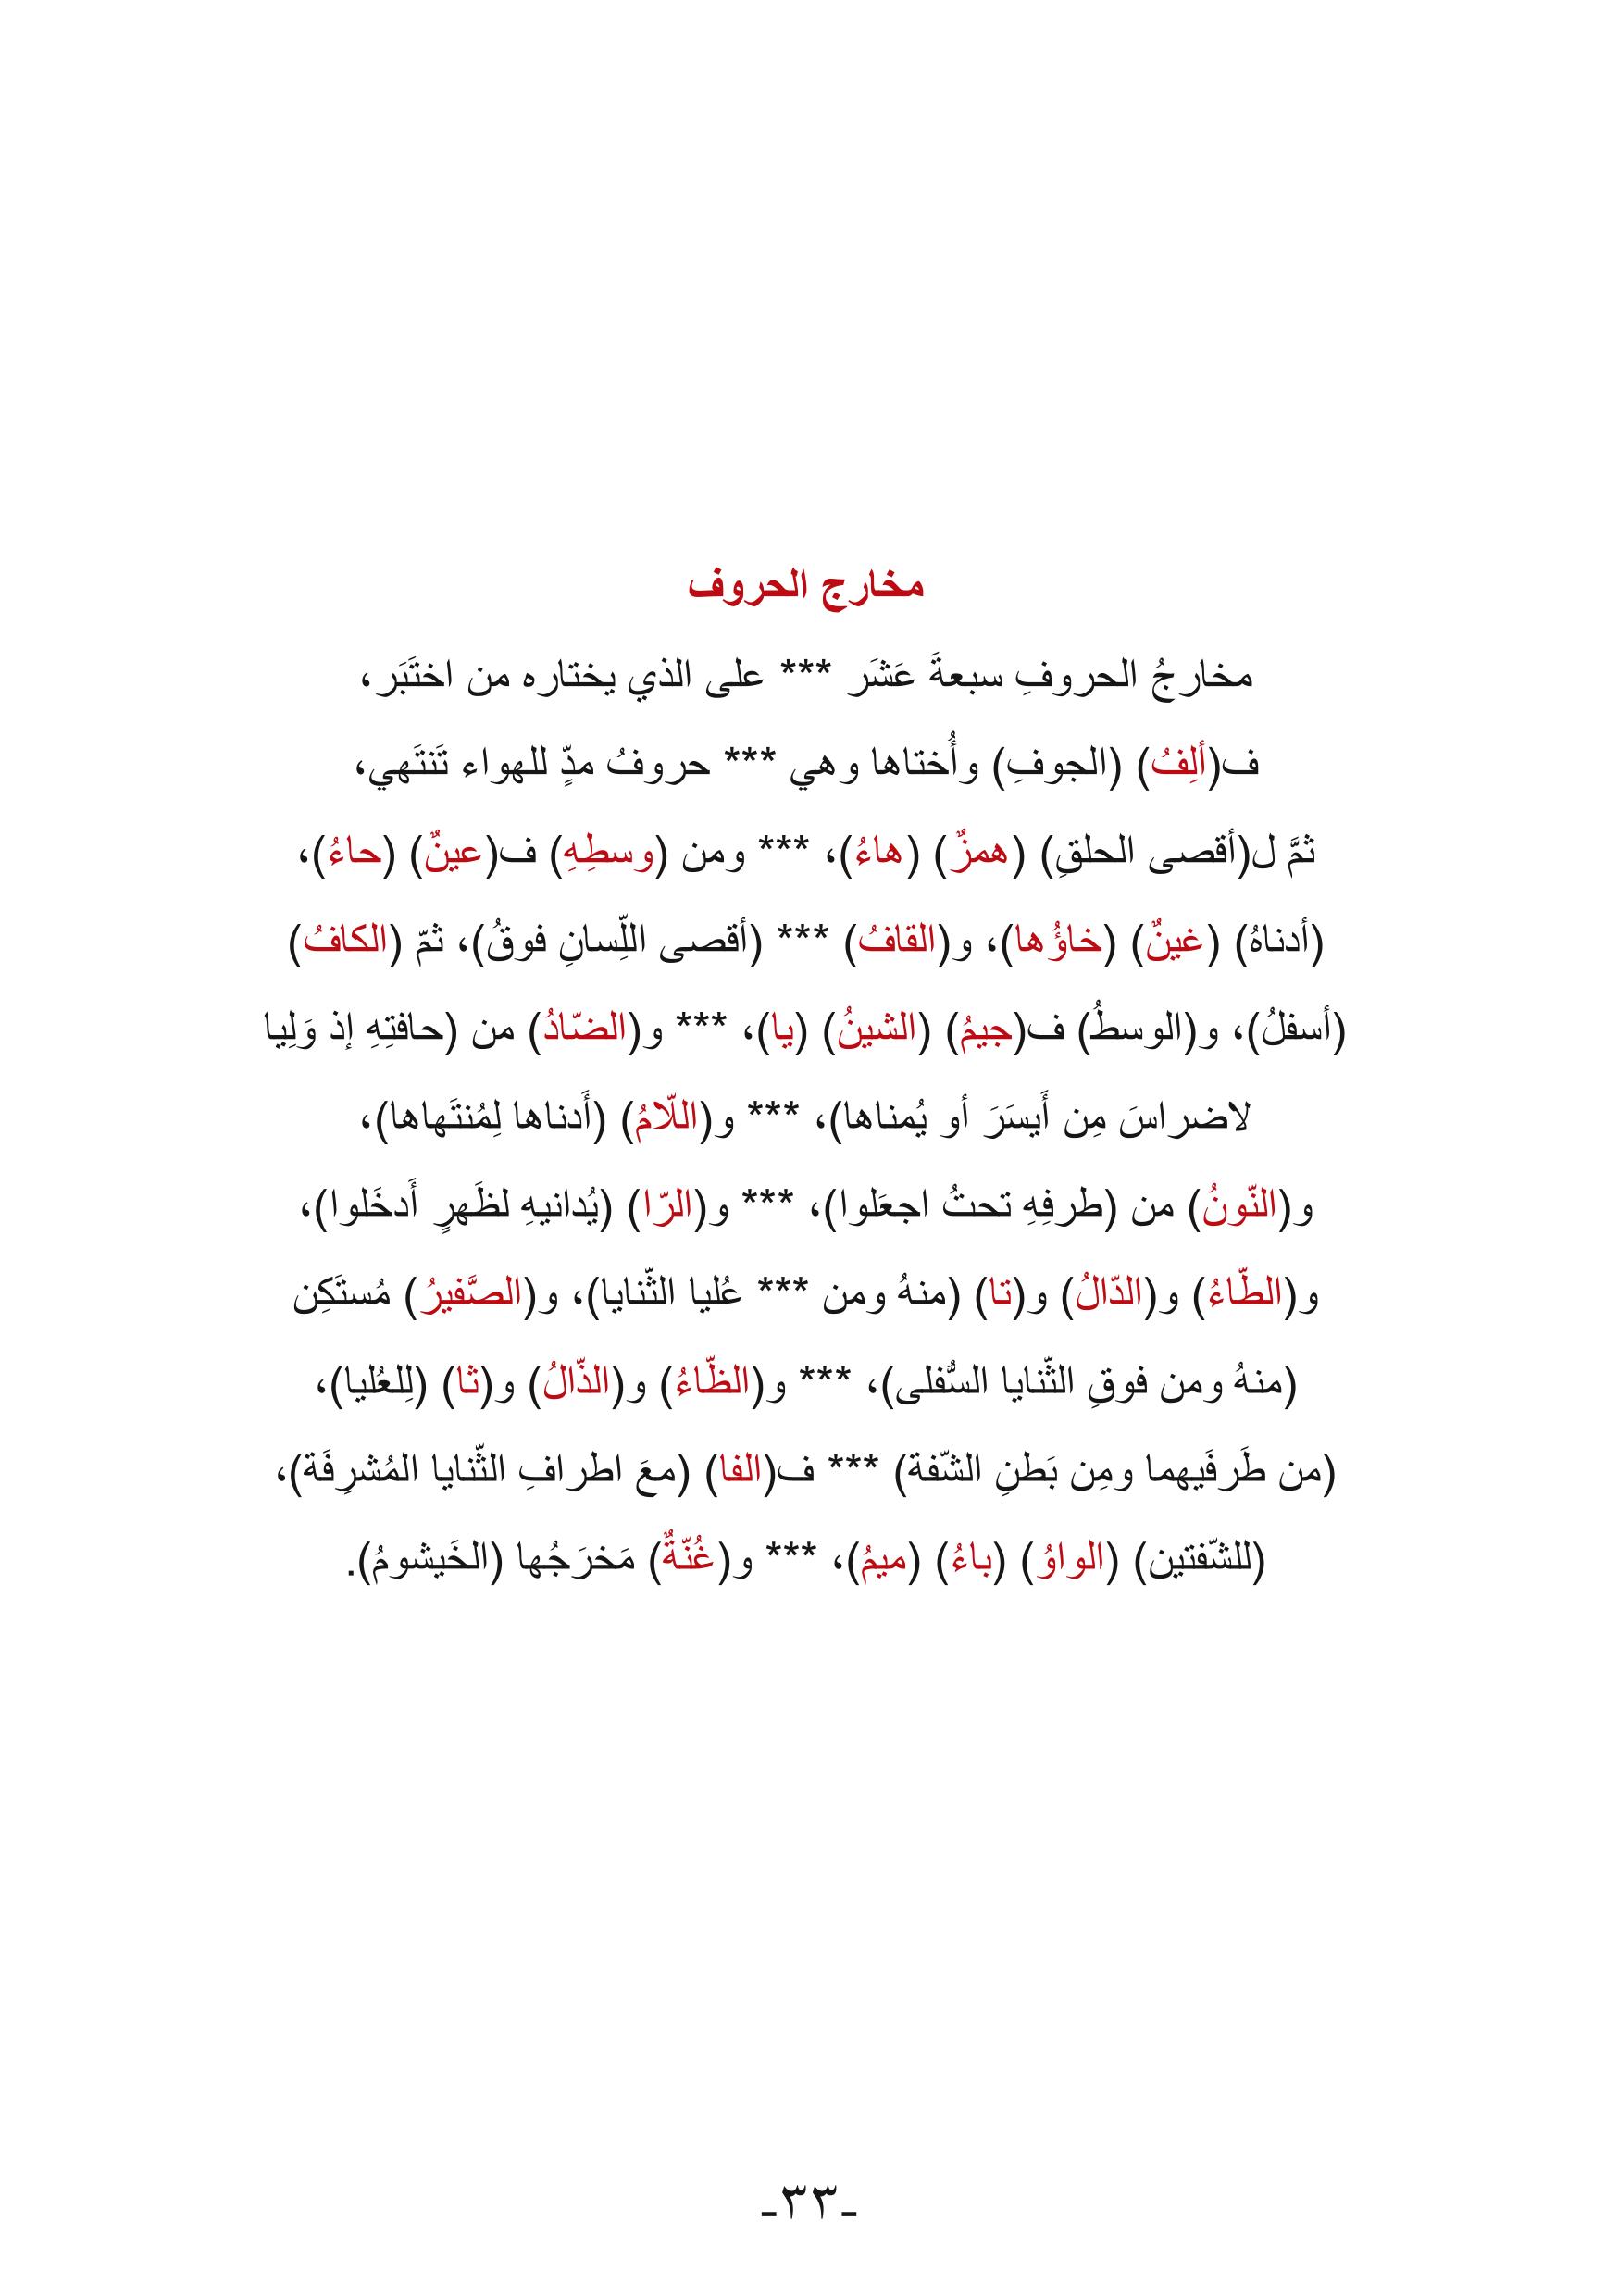 مخارج الحروف
مخارجُ الحروفِ سبعةَ عَشَر *** على الذي يختاره من اختَبَر،
ف(ألِفُ) (الجوفِ) وأُختاها وهي *** حروفُ مدٍّ للهواء تَنتَهي،
ثمَّ ل(أقصى الحلقِ) (همزٌ) (هاءُ)، *** ومن (وسطِهِ) ف(عينٌ) (حاءُ)،
(أدناهُ) (غينٌ) (خاؤُها)، و(القافُ) *** (أقصى اللِّسانِ فوقُ)، ثمّ (الكافُ)
(أسفلُ)، و(الوسطُ) ف(جيمُ) (الشينُ) (يا)، *** و(الضّادُ) من (حافتِهِ إذ وَلِيا
لاضراسَ مِن أَيسَرَ أو يُمناها)، *** و(اللّامُ) (أَدناها لِمُنتَهاها)،
و(النّونُ) من (طرفِهِ تحتُ اجعَلوا)، *** و(الرّا) (يُدانيهِ لظَهرٍ أَدخَلوا)،
و(الطّاءُ) و(الدّالُ) و(تا) (منهُ ومن *** عُليا الثّنايا)، و(الصَّفيرُ) مُستَكِن
(منهُ ومن فوقِ الثّنايا السُّفلى)، *** و(الظّاءُ) و(الذّالُ) و(ثا) (لِلعُليا)،
(من طَرفَيهما ومِن بَطنِ الشّفة) *** ف(الفا) (معَ اطرافِ الثّنايا المُشرِفَة)،
(للشّفتين) (الواوُ) (باءُ) (ميمُ)، *** و(غُنّةٌ) مَخرَجُها (الخَيشومُ).
-٣٣-